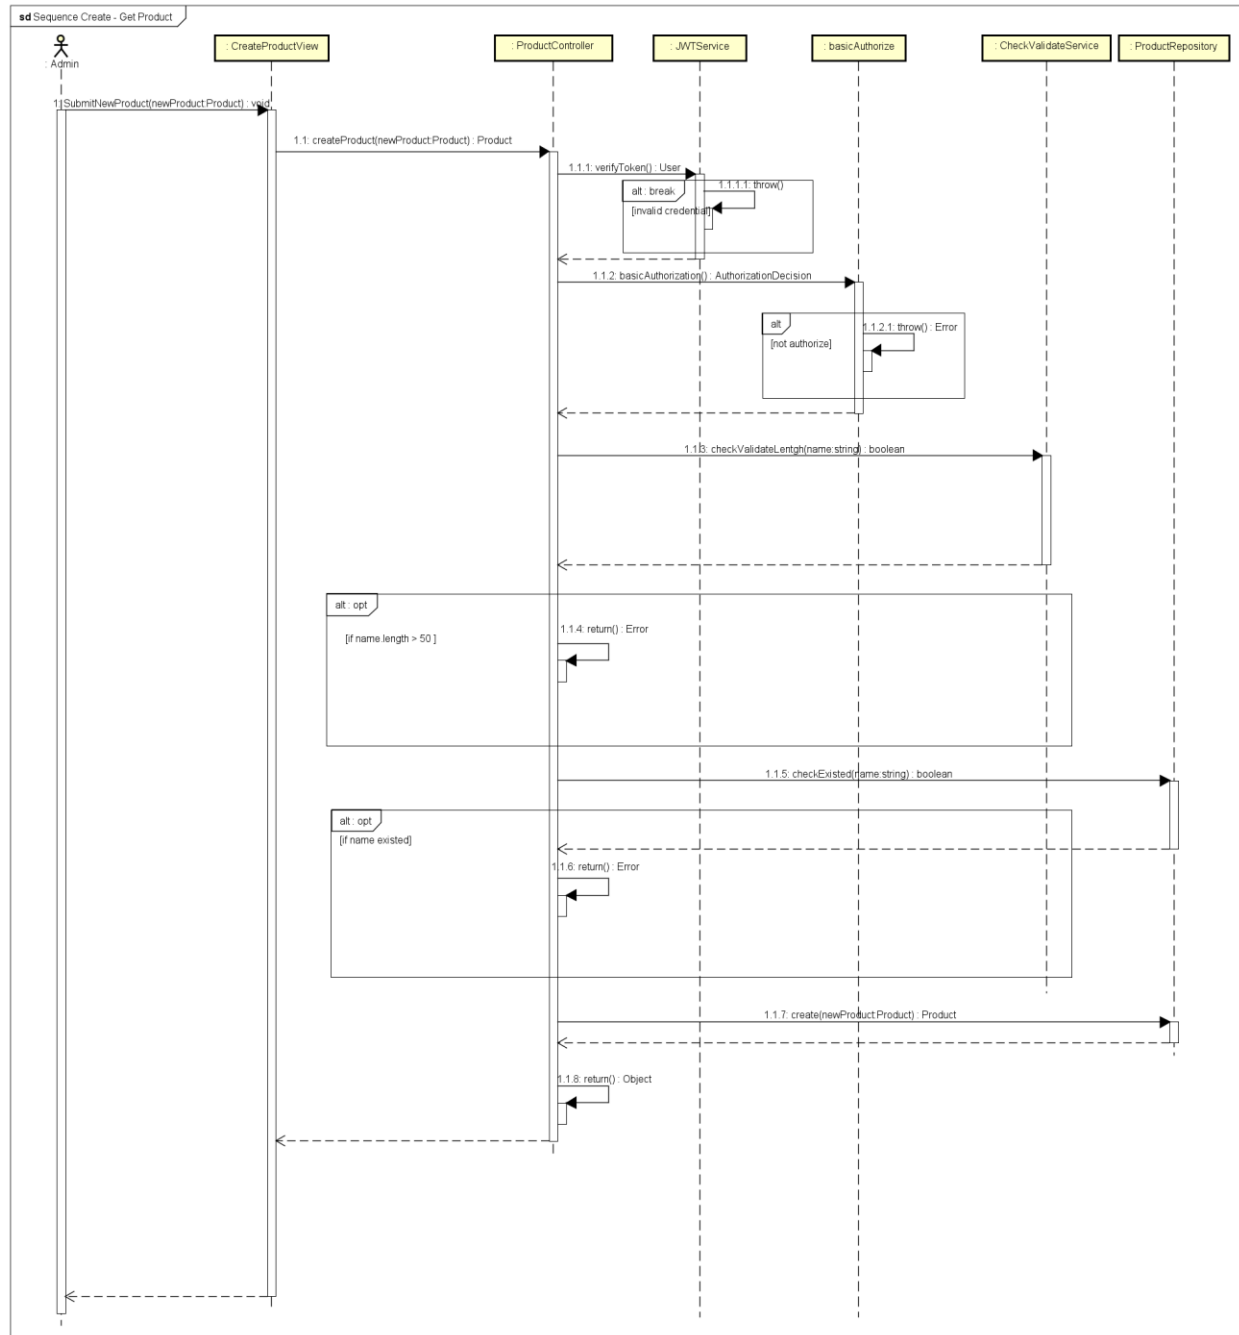 sd Sequence Create - Get Product
: Admin
: CreateProductView
: ProductController
: JWTService
: basicAuthorize
: CheckValidateService
: ProductRepository
1: SubmitNewProduct(newProduct:Product) : void
1.1: createProduct(newProduct:Product) : Product
1.1.1: verifyToken() : User
alt : break
1.1.1.1: throw()
[invalid credential]
1.1.2: basicAuthorization() : AuthorizationDecision
alt
1.1.2.1: throw() : Error
[not authorize]
1.1.3: checkValidateLentgh(name:string) : boolean
alt : opt
1.1.4: return() : Error
[if name.length > 50 ]
1.1.5: checkExisted(name:string) : boolean
alt : opt
[if name existed]
1.1.6: return() : Error
1.1.7: create(newProduct:Product) : Product
1.1.8: return() : Object